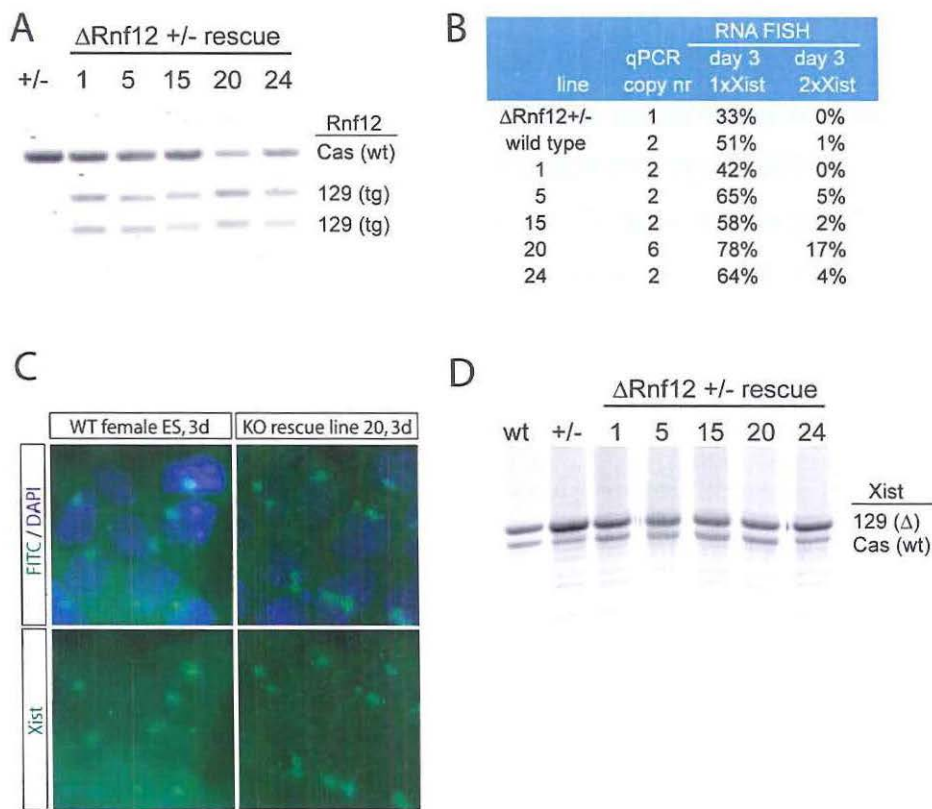 A
ΔRnf12 +/- rescue
+/- 1 5 15 20 24
Rnf12
Cas (wt)
129 (tg)
129 (tg)
B
RNA FISH
qPCR day 3 day 3
line copy nr 1xXist 2xXist
ΔRnf12+/- 1 33% 0%
wild type 2 51% 1%
1 2 42% 0%
5 2 65% 5%
15 2 58% 2%
20 6 78% 17%
24 2 64% 4%
C
WT female ES, 3d KO rescue line 20, 3d
FITC / DAPI
Xist
D
ΔRnf12 +/- rescue
wt +/- 1 5 15 20 24
Xist
129 (Δ)
Cas (wt)